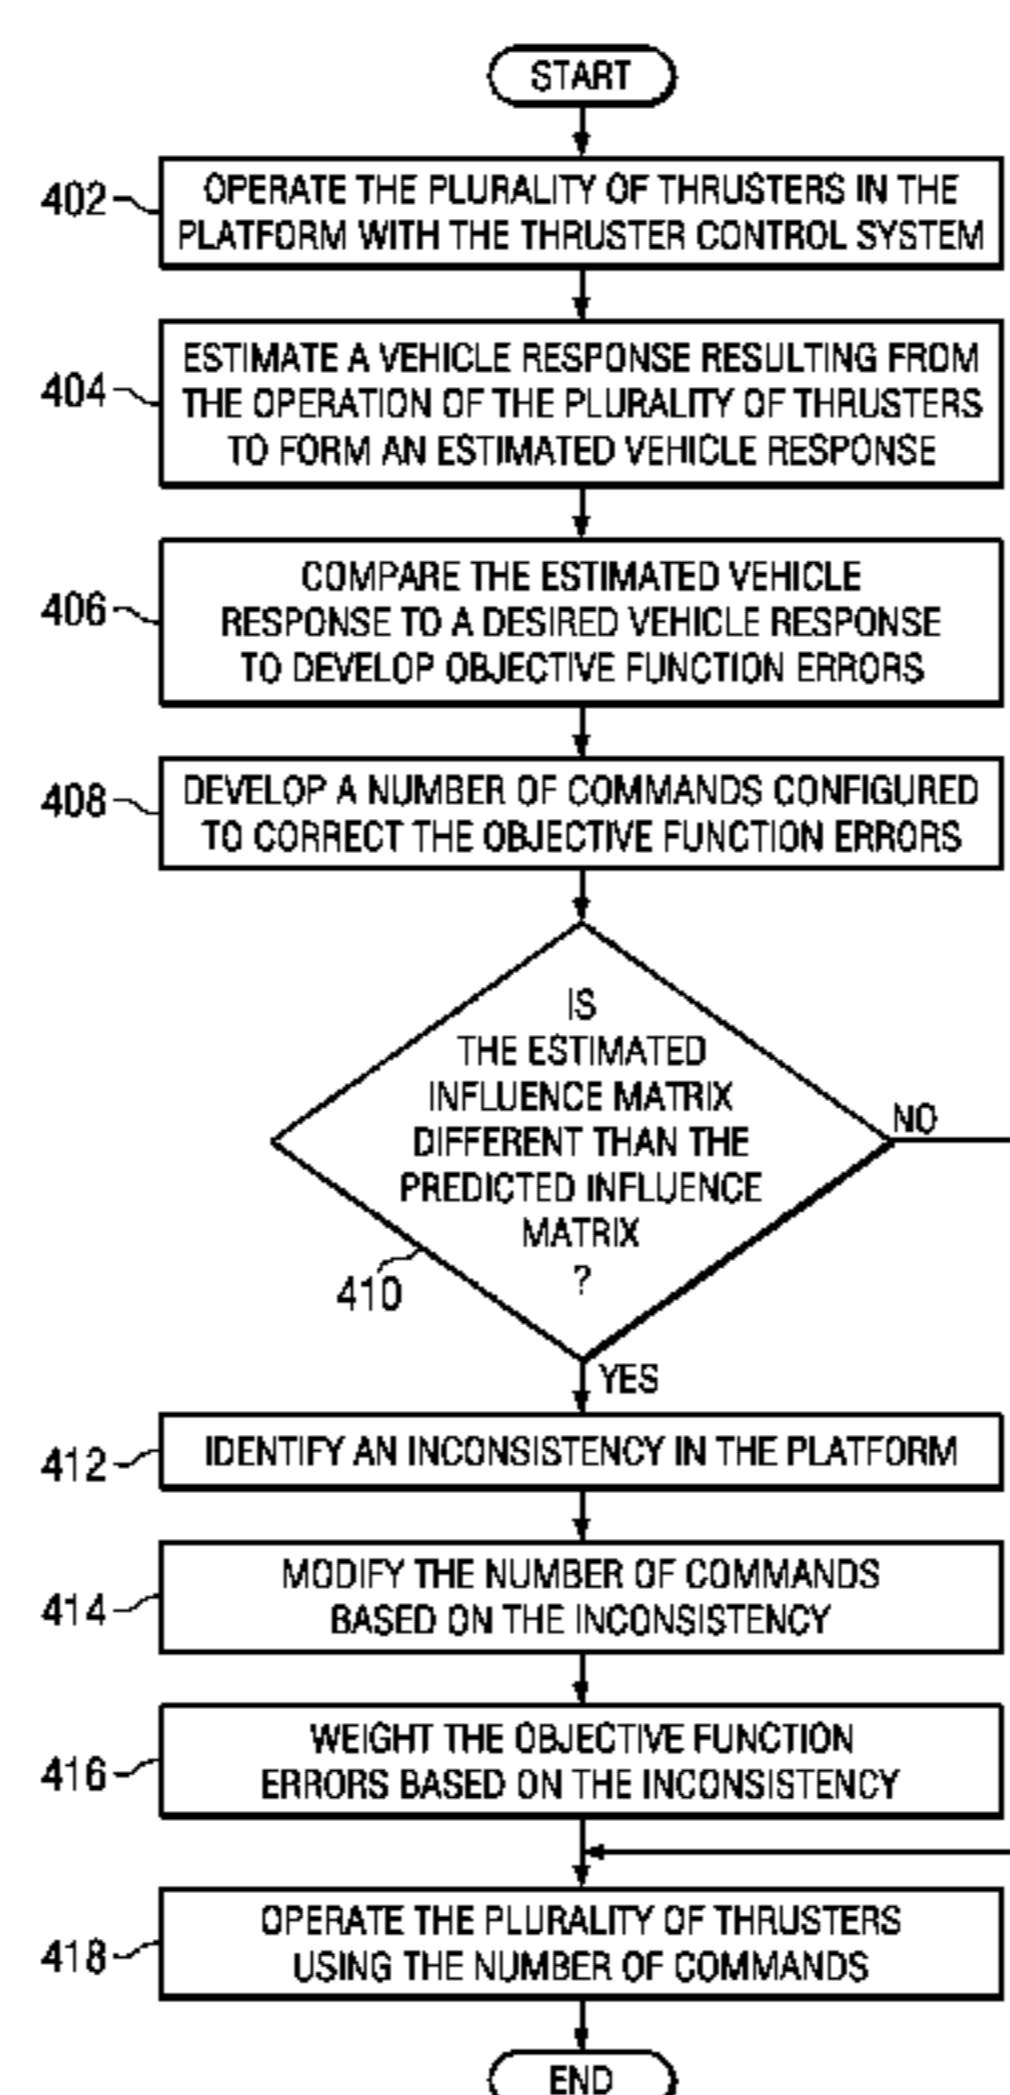 START
402
OPERATE THE PLURALITY OF THRUSTERS IN THE
PLATFORM WITH THE THRUSTER CONTROL SYSTEM
404
ESTIMATE A VEHICLE RESPONSE RESULTING FROM
THE OPERATION OF THE PLURALITY OF THRUSTERS
TO FORM AN ESTIMATED VEHICLE RESPONSE
406
COMPARE THE ESTIMATED VEHICLE
RESPONSE TO A DESIRED VEHICLE RESPONSE
TO DEVELOP OBJECTIVE FUNCTION ERRORS
408
DEVELOP A NUMBER OF COMMANDS CONFIGURED
TO CORRECT THE OBJECTIVE FUNCTION ERRORS
IS
THE ESTIMATED
INFLUENCE MATRIX
DIFFERENT THAN THE
PREDICTED INFLUENCE
MATRIX
?
NO
410
YES
412
IDENTIFY AN INCONSISTENCY IN THE PLATFORM
414
MODIFY THE NUMBER OF COMMANDS
BASED ON THE INCONSISTENCY
416
WEIGHT THE OBJECTIVE FUNCTION
ERRORS BASED ON THE INCONSISTENCY
418
OPERATE THE PLURALITY OF THRUSTERS
USING THE NUMBER OF COMMANDS
END